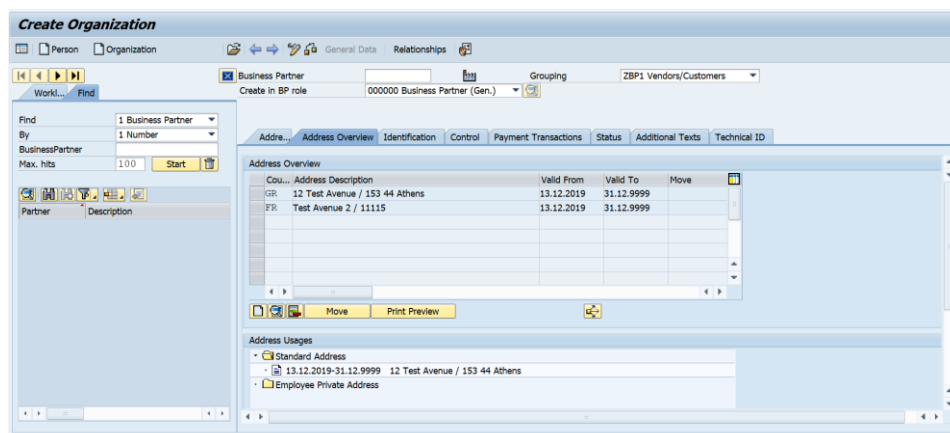 Create Organization
Person Organization General Data Relationships
Business Partner Grouping ZBP1 Vendors/Customers
Workl... Find
Create in BP role 000000 Business Partner (Gen.)
Find 1 Business Partner
By 1 Number
BusinessPartner
Max. hits 100 Start
Addre... Address Overview Identification Control Payment Transactions Status Additional Texts Technical ID
Address Overview
Cou... Address Description Valid From Valid To Move
GR 12 Test Avenue / 153 44 Athens 13.12.2019 31.12.9999
FR Test Avenue 2 / 11115 13.12.2019 31.12.9999
Partner Description
Move Print Preview
Address Usages
Standard Address
13.12.2019-31.12.9999 12 Test Avenue / 153 44 Athens
Employee Private Address